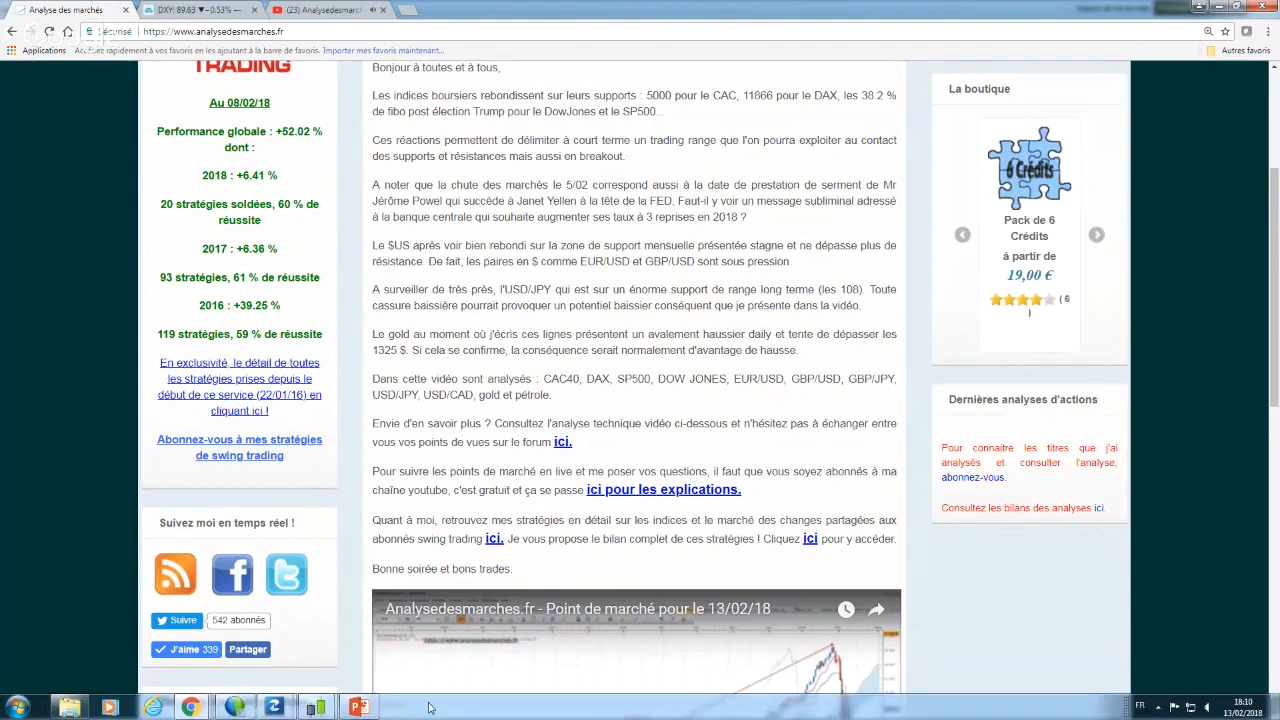 Analyse des marchés
DXY: 89.63 ▼−0.53% —
(23) Analysedesmarch
Sécurisé
https://www.analysedesmarches.fr
Applications
rapidement à vos favoris en les ajoutant à la barre de favoris. Importer mes favoris maintenant...
Autres favoris
TRADING
Au 08/02/18
Performance globale : +52.02 %
dont :
2018 : +6.41 %
20 stratégies soldées, 60 % de
réussite
2017 : +6.36 %
93 stratégies, 61 % de réussite
2016 : +39.25 %
119 stratégies, 59 % de réussite
En exclusivité, le détail de toutes
les stratégies prises depuis le
début de ce service (22/01/16) en
cliquant ici !
Abonnez-vous à mes stratégies
de swing trading
Suivez moi en temps réel !
Suivre
542 abonnés
J'aime 339
Partager
Bonjour à toutes et à tous,
Les indices boursiers rebondissent sur leurs supports : 5000 pour le CAC, 11866 pour le DAX, les 38.2 %
de fibo post élection Trump pour le DowJones et le SP500...
Ces réactions permettent de délimiter à court terme un trading range que l'on pourra exploiter au contact
des supports et résistances mais aussi en breakout.
A noter que la chute des marchés le 5/02 correspond aussi à la date de prestation de serment de Mr
Jérôme Powel qui succède à Janet Yellen à la tête de la FED. Faut-il y voir un message subliminal adressé
à la banque centrale qui souhaite augmenter ses taux à 3 reprises en 2018 ?
Le $US après voir bien rebondi sur la zone de support mensuelle présentée stagne et ne dépasse plus de
résistance. De fait, les paires en $ comme EUR/USD et GBP/USD sont sous pression.
A surveiller de très près, l'USD/JPY qui est sur un énorme support de range long terme (les 108). Toute
cassure baissière pourrait provoquer un potentiel baissier conséquent que je présente dans la vidéo.
Le gold au moment où j'écris ces lignes présentent un avalement haussier daily et tente de dépasser les
1325 $. Si cela se confirme, la conséquence serait normalement d'avantage de hausse.
Dans cette vidéo sont analysés : CAC40, DAX, SP500, DOW JONES, EUR/USD, GBP/USD, GBP/JPY,
USD/JPY, USD/CAD, gold et pétrole.
Envie d'en savoir plus ? Consultez l'analyse technique vidéo ci-dessous et n'hésitez pas à échanger entre
vous vos points de vues sur le forum ici.
Pour suivre les points de marché en live et me poser vos questions, il faut que vous soyez abonnés à ma
chaîne youtube, c'est gratuit et ça se passe ici pour les explications.
Quant à moi, retrouvez mes stratégies en détail sur les indices et le marché des changes partagées aux
abonnés swing trading ici. Je vous propose le bilan complet de ces stratégies ! Cliquez ici pour y accéder.
Bonne soirée et bons trades.
Analysedesmarches.fr - Point de marché pour le 13/02/18
La boutique
6 Crédits
Pack de 6
Crédits
à partir de
19,00 €
( 6
)
Dernières analyses d'actions
Pour connaitre les titres que j'ai
analysés et consulter l'analyse,
abonnez-vous.
Consultez les bilans des analyses ici.
FR
18:10
13/02/2018